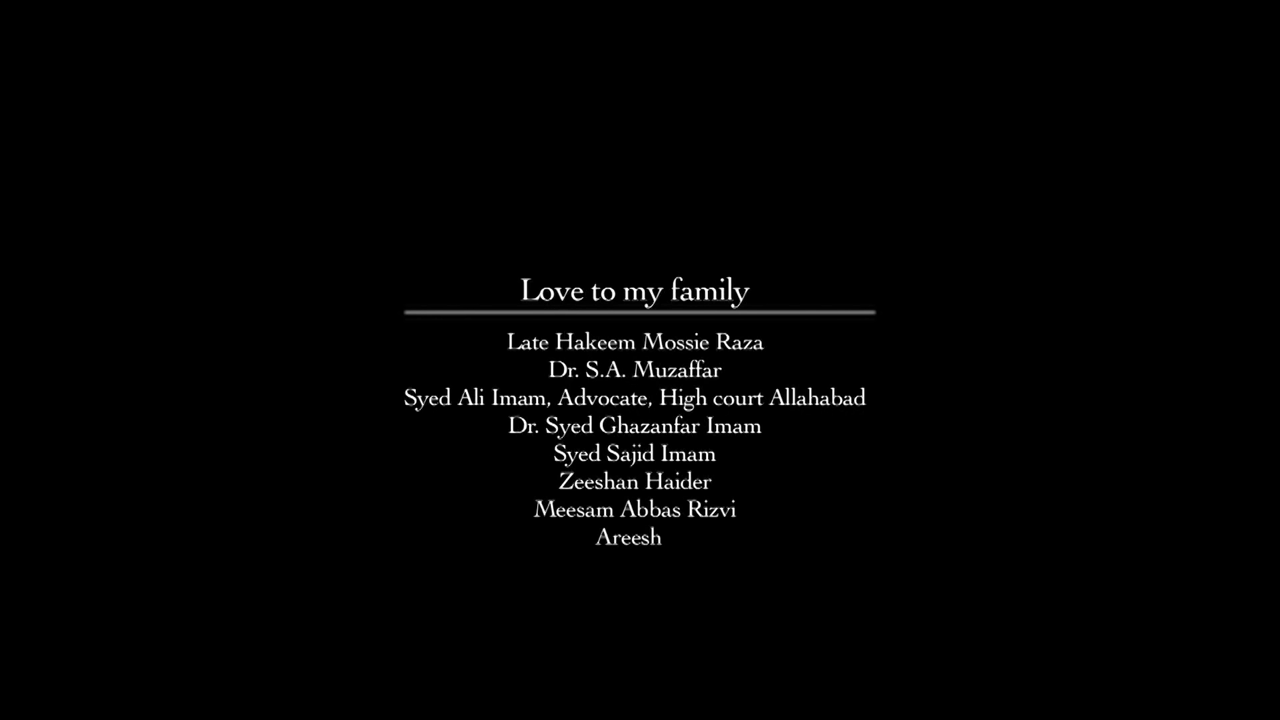 Love to my family
Late Hakeem Mossie Raza
Dr. S.A. Muzaffar
Syed Ali Imam, Advocate, High court Allahabad
Dr. Syed Ghazanfar Imam
Syed Sajid Imam
Zeeshan Haider
Meesam Abbas Rizvi
Areesh